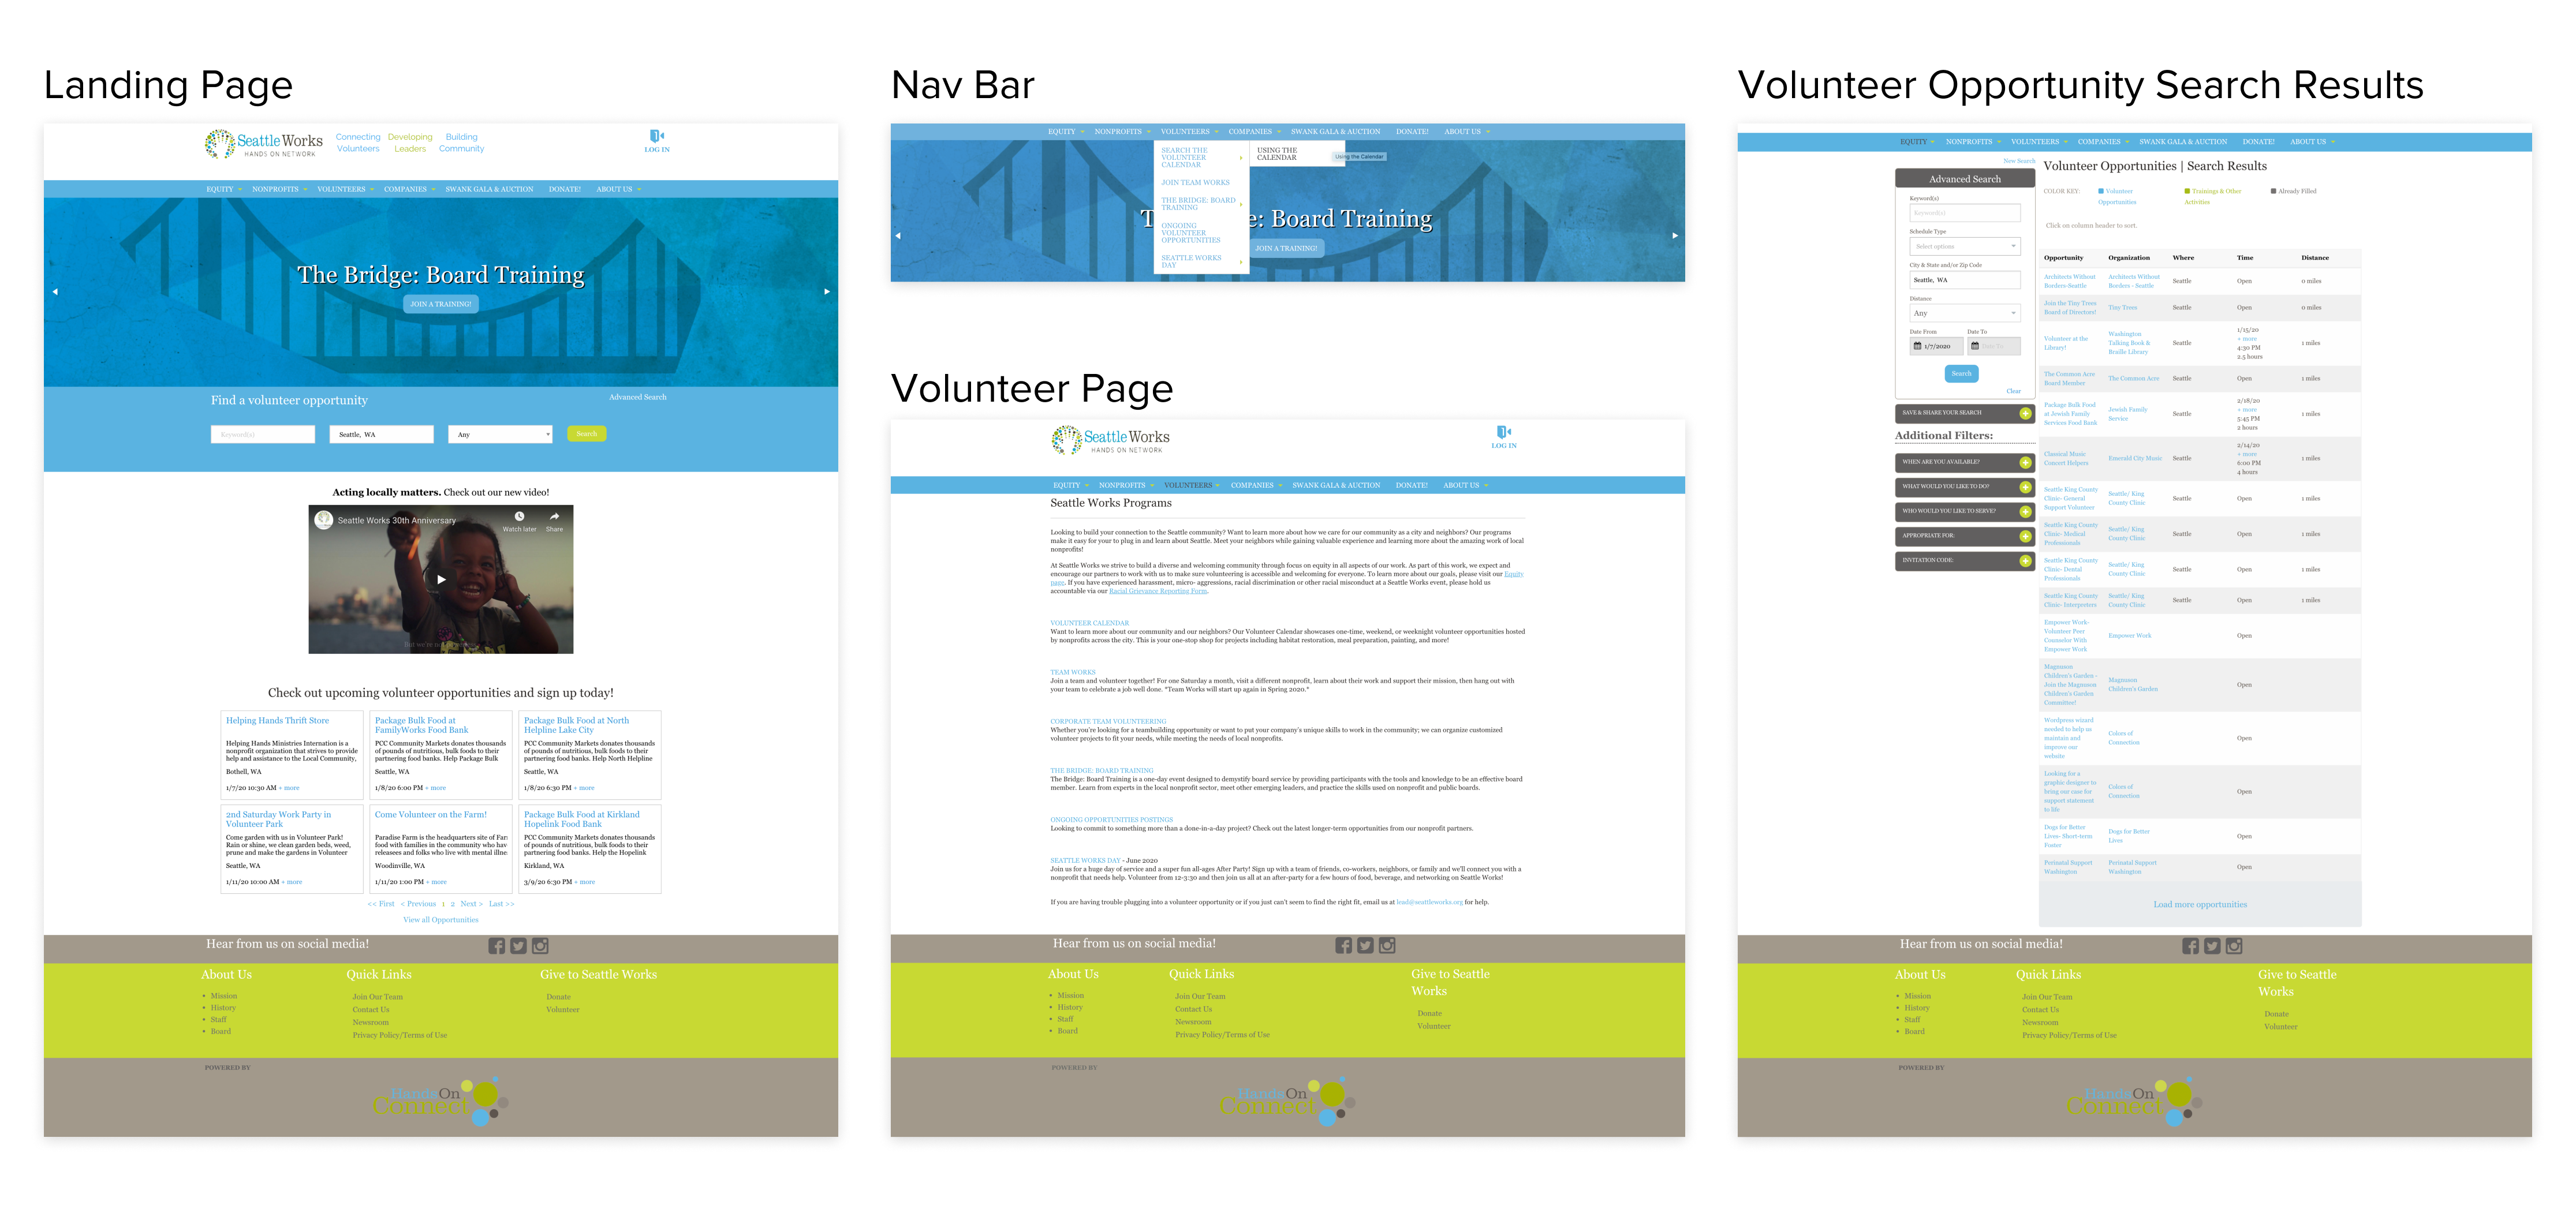 Landing Page
Seattle Works
HANDS ON NETWORK
Connecting Volunteers
Developing Leaders
Building Community
LOG IN
EQUITY NONPROFITS VOLUNTEERS COMPANIES SWANK GALA & AUCTION DONATE! ABOUT US
The Bridge: Board Training
JOIN A TRAINING!
Find a volunteer opportunity
Advanced Search
Keyword(s)
Seattle, WA
Any
Search
Acting locally matters. Check out our new video!
Seattle Works 30th Anniversary
Watch later
Share
Check out upcoming volunteer opportunities and sign up today!
Helping Hands Thrift Store
Helping Hands Ministries Internation is a
nonprofit organization that strives to provide
help and assistance to the Local Community,
Bothell, WA
1/7/20 10:30 AM + more
Package Bulk Food at
FamilyWorks Food Bank
PCC Community Markets donates thousands
of pounds of nutritious, bulk foods to their
partnering food banks. Help Package Bulk
Seattle, WA
1/8/20 6:00 PM + more
Package Bulk Food at North
Helpline Lake City
PCC Community Markets donates thousands
of pounds of nutritious, bulk foods to their
partnering food banks. Help North Helpline
Seattle, WA
1/8/20 6:30 PM + more
2nd Saturday Work Party in
Volunteer Park
Come garden with us in Volunteer Park!
Rain or shine, we clean garden beds, weed,
prune and make the gardens in Volunteer
Seattle, WA
1/11/20 10:00 AM + more
Come Volunteer on the Farm!
Paradise Farm is the headquarters site of Far
food with families in the community who hav
releasees and folks who live with mental illne
Woodinville, WA
1/11/20 1:00 PM + more
Package Bulk Food at Kirkland
Hopelink Food Bank
PCC Community Markets donates thousands
of pounds of nutritious, bulk foods to their
partnering food banks. Help the Hopelink
Kirkland, WA
3/9/20 6:30 PM + more
<< First < Previous 1 2 Next > Last >>
View all Opportunities
Hear from us on social media!
About Us
Mission
History
Staff
Board
Quick Links
Join Our Team
Contact Us
Newsroom
Privacy Policy/Terms of Use
Give to Seattle Works
Donate
Volunteer
POWERED BY
HandsOn
Connect
Nav Bar
EQUITY NONPROFITS VOLUNTEERS COMPANIES SWANK GALA & AUCTION DONATE! ABOUT US
SEARCH THE
VOLUNTEER
CALENDAR
JOIN TEAM WORKS
THE BRIDGE: BOARD
TRAINING
ONGOING
VOLUNTEER
OPPORTUNITIES
SEATTLE WORKS
DAY
USING THE
CALENDAR
Using the Calendar
T e: Board Training
JOIN A TRAINING!
Volunteer Page
Seattle Works
HANDS ON NETWORK
LOG IN
EQUITY NONPROFITS VOLUNTEERS COMPANIES SWANK GALA & AUCTION DONATE! ABOUT US
Seattle Works Programs
Looking to build your connection to the Seattle community? Want to learn more about how we care for our community as a city and neighbors? Our programs
make it easy for your to plug in and learn about Seattle. Meet your neighbors while gaining valuable experience and learning more about the amazing work of local
nonprofits!
At Seattle Works we strive to build a diverse and welcoming community through focus on equity in all aspects of our work. As part of this work, we expect and
encourage our partners to work with us to make sure volunteering is accessible and welcoming for everyone. To learn more about our goals, please visit our Equity
page. If you have experienced harassment, micro- aggressions, racial discrimination or other racial misconduct at a Seattle Works event, please hold us
accountable via our Racial Grievance Reporting Form.
VOLUNTEER CALENDAR
Want to learn more about our community and our neighbors? Our Volunteer Calendar showcases one-time, weekend, or weeknight volunteer opportunities hosted
by nonprofits across the city. This is your one-stop shop for projects including habitat restoration, meal preparation, painting, and more!
TEAM WORKS
Join a team and volunteer together! For one Saturday a month, visit a different nonprofit, learn about their work and support their mission, then hang out with
your team to celebrate a job well done. *Team Works will start up again in Spring 2020.*
CORPORATE TEAM VOLUNTEERING
Whether you're looking for a teambuilding opportunity or want to put your company's unique skills to work in the community; we can organize customized
volunteer projects to fit your needs, while meeting the needs of local nonprofits.
THE BRIDGE: BOARD TRAINING
The Bridge: Board Training is a one-day event designed to demystify board service by providing participants with the tools and knowledge to be an effective board
member. Learn from experts in the local nonprofit sector, meet other emerging leaders, and practice the skills used on nonprofit and public boards.
ONGOING OPPORTUNITIES POSTINGS
Looking to commit to something more than a done-in-a-day project? Check out the latest longer-term opportunities from our nonprofit partners.
SEATTLE WORKS DAY - June 2020
Join us for a huge day of service and a super fun all-ages After Party! Sign up with a team of friends, co-workers, neighbors, or family and we'll connect you with a
nonprofit that needs help. Volunteer from 12-3:30 and then join us all at an after-party for a few hours of food, beverage, and networking on Seattle Works!
If you are having trouble plugging into a volunteer opportunity or if you just can't seem to find the right fit, email us at lead@seattleworks.org for help.
Hear from us on social media!
About Us
Mission
History
Staff
Board
Quick Links
Join Our Team
Contact Us
Newsroom
Privacy Policy/Terms of Use
Give to Seattle
Works
Donate
Volunteer
POWERED BY
HandsOn
Connect
Volunteer Opportunity Search Results
EQUITY NONPROFITS VOLUNTEERS COMPANIES SWANK GALA & AUCTION DONATE! ABOUT US
New Search
Advanced Search
Keyword(s)
Keyword(s)
Schedule Type
Select options
City & State and/or Zip Code
Seattle, WA
Distance
Any
Date From Date To
1/7/2020 Date To
Search
Clear
SAVE & SHARE YOUR SEARCH
Additional Filters:
WHEN ARE YOU AVAILABLE?
WHAT WOULD YOU LIKE TO DO?
WHO WOULD YOU LIKE TO SERVE?
APPROPRIATE FOR:
INVITATION CODE:
Volunteer Opportunities | Search Results
COLOR KEY: Volunteer Opportunities Trainings & Other Activities Already Filled
Click on column header to sort.
Opportunity Organization Where Time Distance
Architects Without Borders-Seattle Architects Without Borders - Seattle Seattle Open 0 miles
Join the Tiny Trees Board of Directors! Tiny Trees Seattle Open 0 miles
Volunteer at the Library! Washington Talking Book & Braille Library Seattle 1/15/20 + more 4:30 PM 2.5 hours 1 miles
The Common Acre Board Member The Common Acre Seattle Open 1 miles
Package Bulk Food at Jewish Family Services Food Bank Jewish Family Service Seattle 2/18/20 + more 5:45 PM 2 hours 1 miles
Classical Music Concert Helpers Emerald City Music Seattle 2/14/20 + more 6:00 PM 4 hours 1 miles
Seattle King County Clinic- General Support Volunteer Seattle/ King County Clinic Seattle Open 1 miles
Seattle King County Clinic- Medical Professionals Seattle/ King County Clinic Seattle Open 1 miles
Seattle King County Clinic- Dental Professionals Seattle/ King County Clinic Seattle Open 1 miles
Seattle King County Clinic- Interpreters Seattle/ King County Clinic Seattle Open 1 miles
Empower Work- Volunteer Peer Counselor With Empower Work Empower Work Open
Magnuson Children's Garden - Join the Magnuson Children's Garden Committee! Magnuson Children's Garden Open
Wordpress wizard needed to help us maintain and improve our website Colors of Connection Open
Looking for a graphic designer to bring our case for support statement to life Colors of Connection Open
Dogs for Better Lives- Short-term Foster Dogs for Better Lives Open
Perinatal Support Washington Perinatal Support Washington Open
Load more opportunities
Hear from us on social media!
About Us
Mission
History
Staff
Board
Quick Links
Join Our Team
Contact Us
Newsroom
Privacy Policy/Terms of Use
Give to Seattle
Works
Donate
Volunteer
POWERED BY
HandsOn
Connect